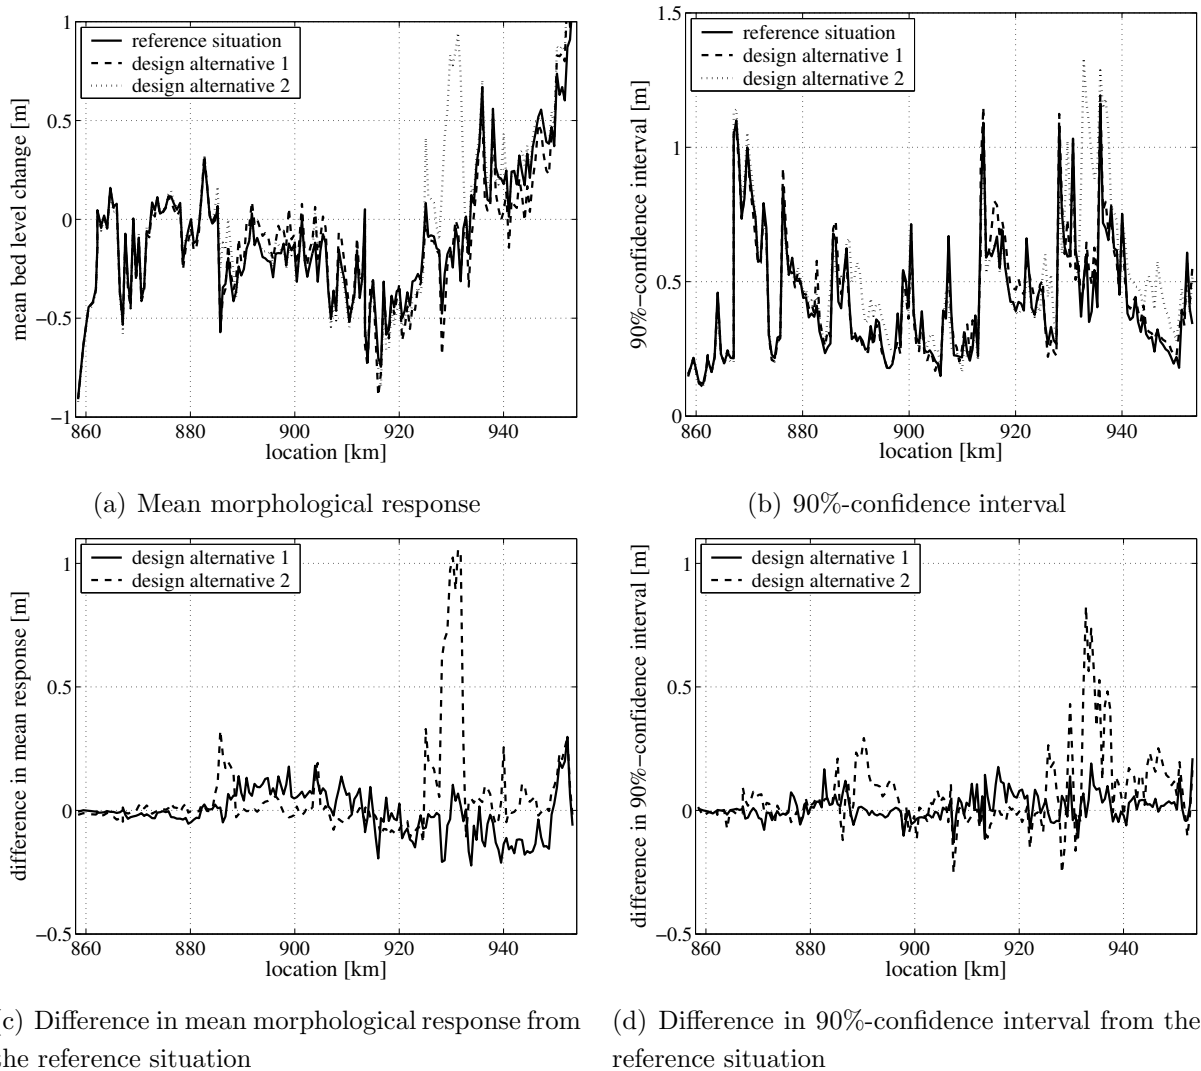 1
0.5
0
−0.5
−1
mean bed level change [m]
reference situation
design alternative 1
design alternative 2
860 880 900 920 940
location [km]
(a) Mean morphological response
1.5
1
0.5
0
90%−confidence interval [m]
reference situation
design alternative 1
design alternative 2
860 880 900 920 940
location [km]
(b) 90%-confidence interval
1
0.5
0
−0.5
difference in mean response [m]
design alternative 1
design alternative 2
860 880 900 920 940
location [km]
c) Difference in mean morphological response from
the reference situation
1
0.5
0
−0.5
difference in 90%−confidence interval [m]
design alternative 1
design alternative 2
860 880 900 920 940
location [km]
(d) Difference in 90%-confidence interval from the
reference situation